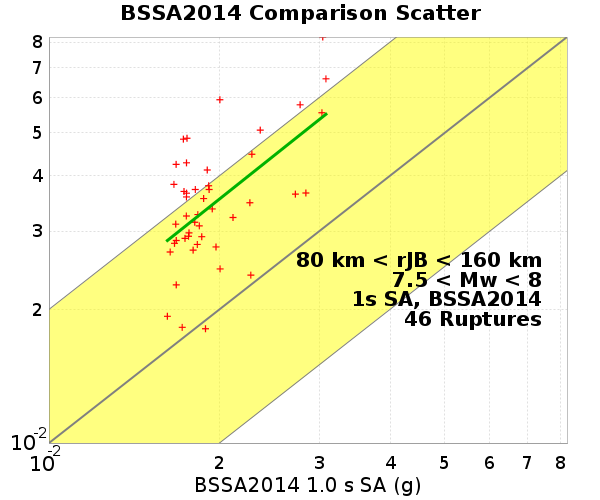 BSSA2014 Comparison Scatter
8
7
6
5
4
3
2
10-2
80 km < rJB < 160 km
7.5 < Mw < 8
1s SA, BSSA2014
46 Ruptures
10-2 2 3 4 5 6 7 8
BSSA2014 1.0 s SA (g)